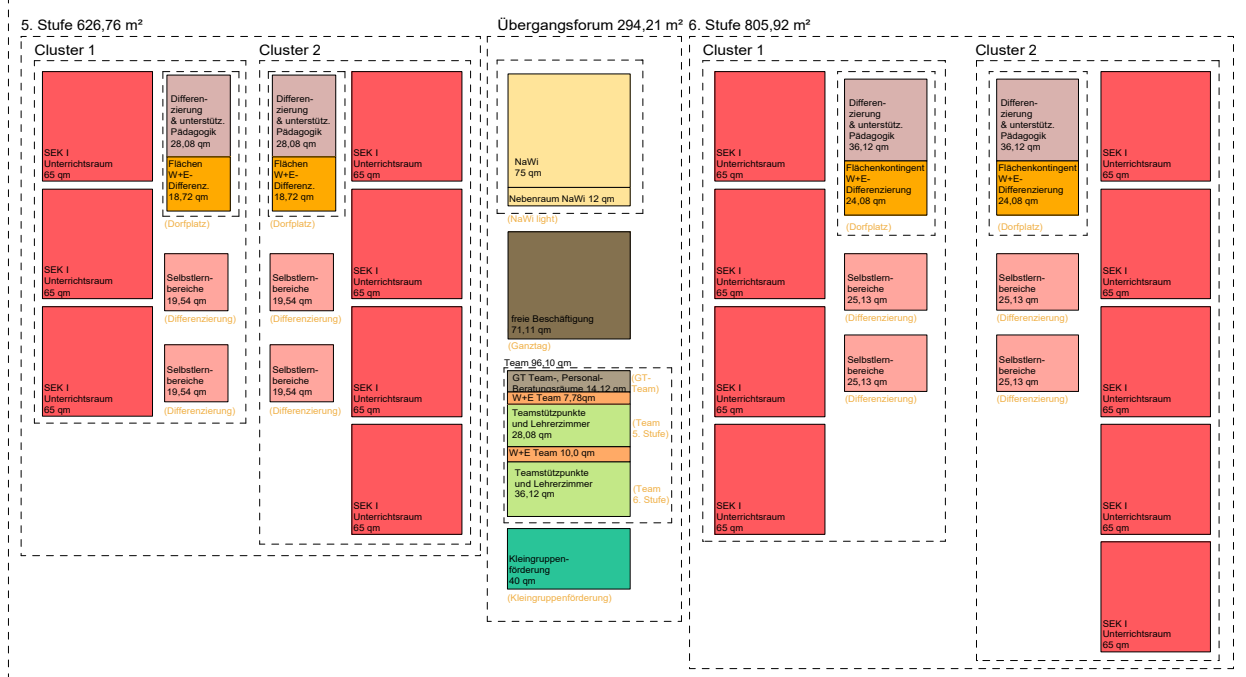 5. Stufe 626,76 m²
Cluster 1
SEK I
Unterrichtsraum
65 qm
SEK I
Unterrichtsraum
65 qm
SEK I
Unterrichtsraum
65 qm
Differen-
zierung
& unterstütz.
Pädagogik
28,08 qm
Flächen
W+E-
Differenz.
18,72 qm
(Dorfplatz)
Selbstlern-
bereiche
19,54 qm
(Differenzierung)
Selbstlern-
bereiche
19,54 qm
(Differenzierung)
Cluster 2
Differen-
zierung
& unterstütz.
Pädagogik
28,08 qm
Flächen
W+E-
Differenz.
18,72 qm
(Dorfplatz)
Selbstlern-
bereiche
19,54 qm
(Differenzierung)
Selbstlern-
bereiche
19,54 qm
(Differenzierung)
SEK I
Unterrichtsraum
65 qm
SEK I
Unterrichtsraum
65 qm
SEK I
Unterrichtsraum
65 qm
SEK I
Unterrichtsraum
65 qm
Übergangsforum 294,21 m²
NaWi
75 qm
Nebenraum NaWi 12 qm
(NaWi light)
freie Beschäftigung
71,11 qm
(Ganztag)
Team 96,10 qm
GT Team-, Personal-
Beratungsräume 14,12 qm
(GT-
Team)
W+E Team 7,78qm
Teamstützpunkte
und Lehrerzimmer
28,08 qm
(Team
5. Stufe)
W+E Team 10,0 qm
Teamstützpunkte
und Lehrerzimmer
36,12 qm
(Team
6. Stufe)
Kleingruppen-
förderung
40 qm
(Kleingruppenförderung)
6. Stufe 805,92 m²
Cluster 1
SEK I
Unterrichtsraum
65 qm
SEK I
Unterrichtsraum
65 qm
SEK I
Unterrichtsraum
65 qm
SEK I
Unterrichtsraum
65 qm
Differen-
zierung
& unterstütz.
Pädagogik
36,12 qm
Flächenkontingent
W+E-
Differenzierung
24,08 qm
(Dorfplatz)
Selbstlern-
bereiche
25,13 qm
(Differenzierung)
Selbstlern-
bereiche
25,13 qm
(Differenzierung)
Cluster 2
Differen-
zierung
& unterstütz.
Pädagogik
36,12 qm
Flächenkontingent
W+E-
Differenzierung
24,08 qm
(Dorfplatz)
Selbstlern-
bereiche
25,13 qm
(Differenzierung)
Selbstlern-
bereiche
25,13 qm
(Differenzierung)
SEK I
Unterrichtsraum
65 qm
SEK I
Unterrichtsraum
65 qm
SEK I
Unterrichtsraum
65 qm
SEK I
Unterrichtsraum
65 qm
SEK I
Unterrichtsraum
65 qm